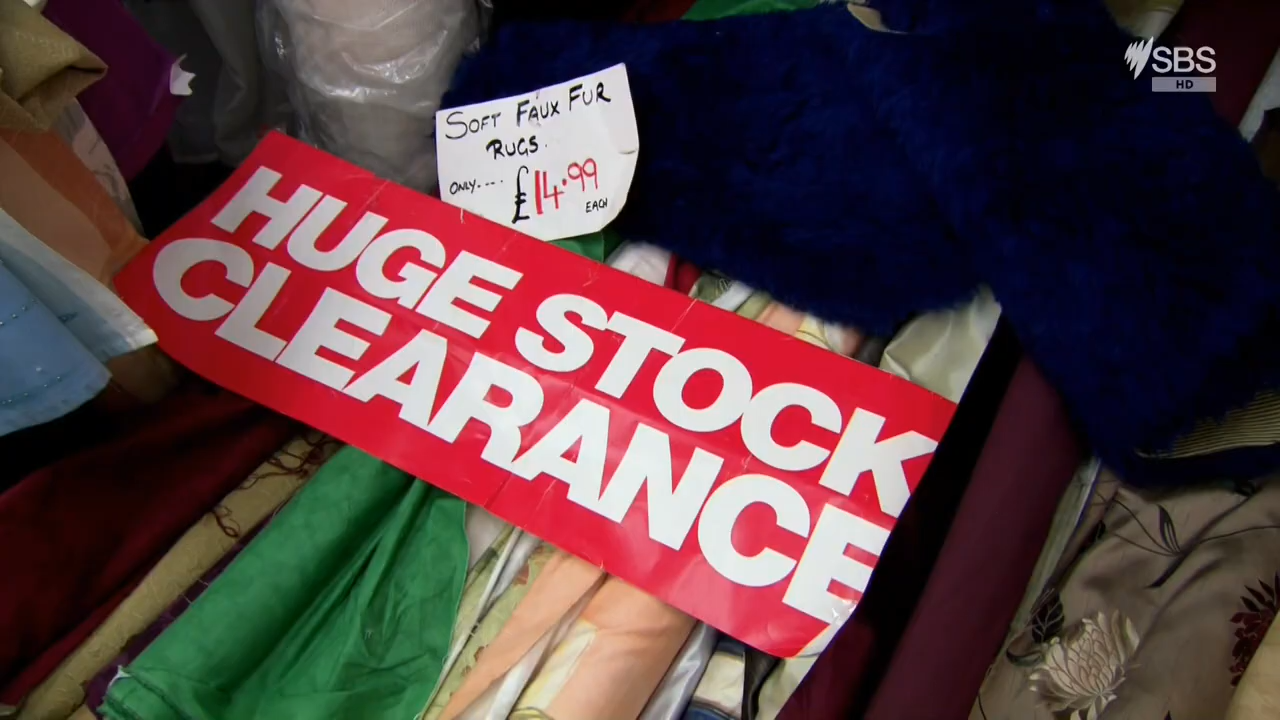 SBS
HD
SOFT FAUX FUR
RUGS.
ONLY.... £14.99
EACH
HUGE STOCK
CLEARANCE